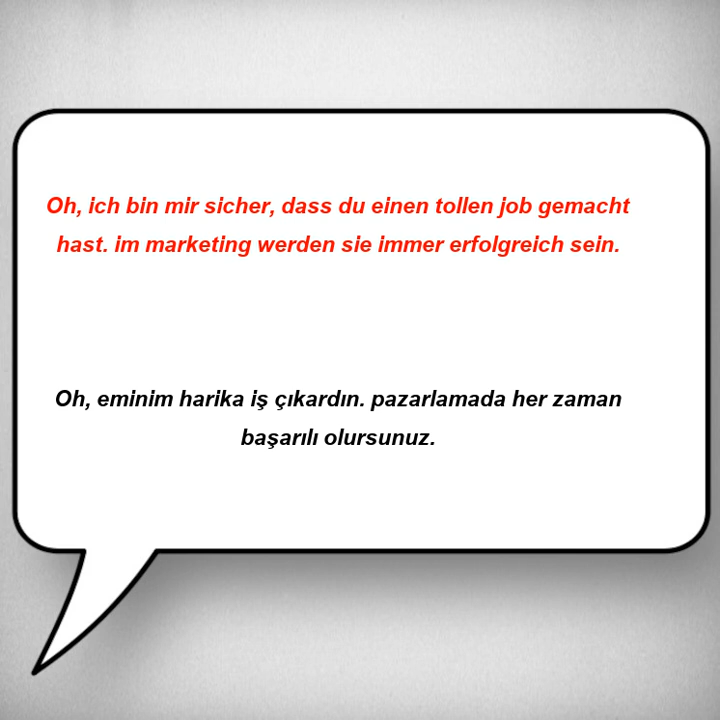 Oh, ich bin mir sicher, dass du einen tollen job gemacht
hast. im marketing werden sie immer erfolgreich sein.
Oh, eminim harika iş çıkardın. pazarlamada her zaman
başarılı olursunuz.